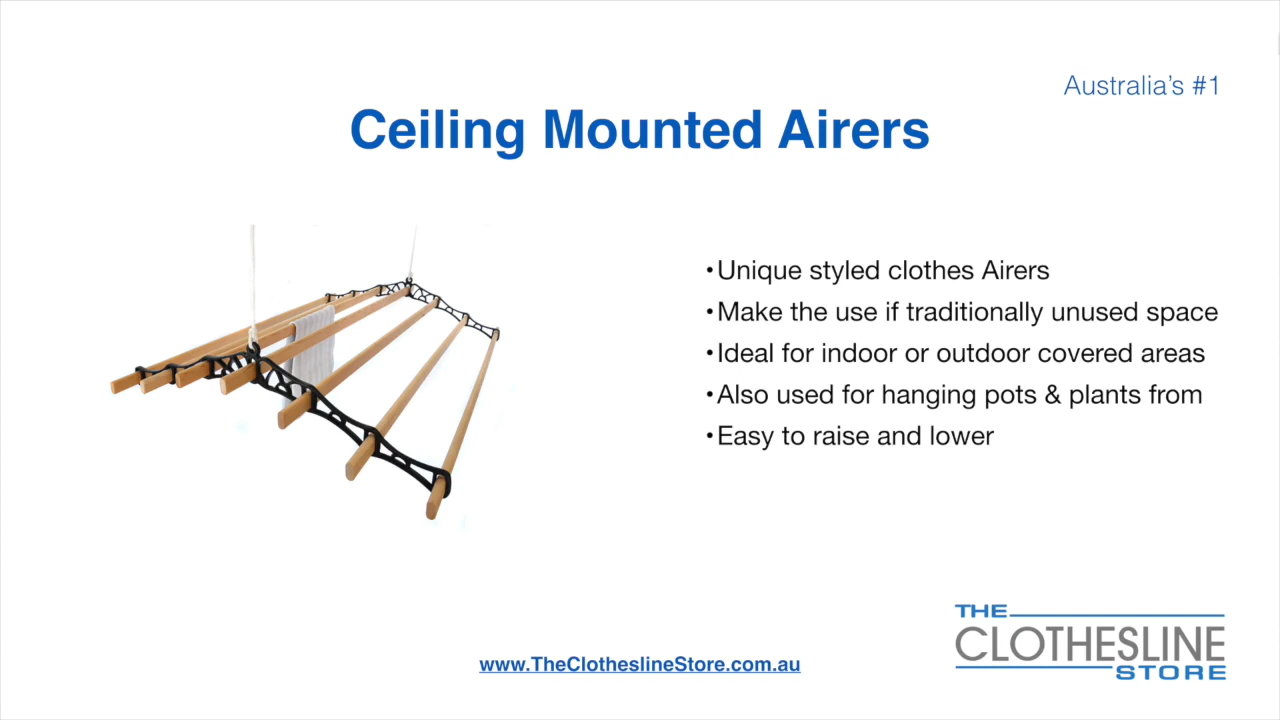 Australia's #1
Ceiling Mounted Airers
•Unique styled clothes Airers
•Make the use if traditionally unused space
•Ideal for indoor or outdoor covered areas
•Also used for hanging pots & plants from
•Easy to raise and lower
www.TheClotheslineStore.com.au
THE
CLOTHESLINE
STORE